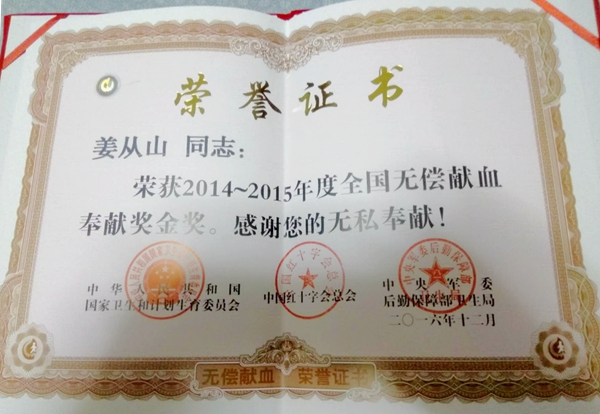 荣誉证书
姜从山 同志：
荣获2014~2015年度全国无偿献血
奉献奖金奖。感谢您的无私奉献！
中华人民共和国
国家卫生和计划生育委员会
中国红十字会总会
中央军委
后勤保障部卫生局
二〇一六年十二月
无偿献血 荣誉证书